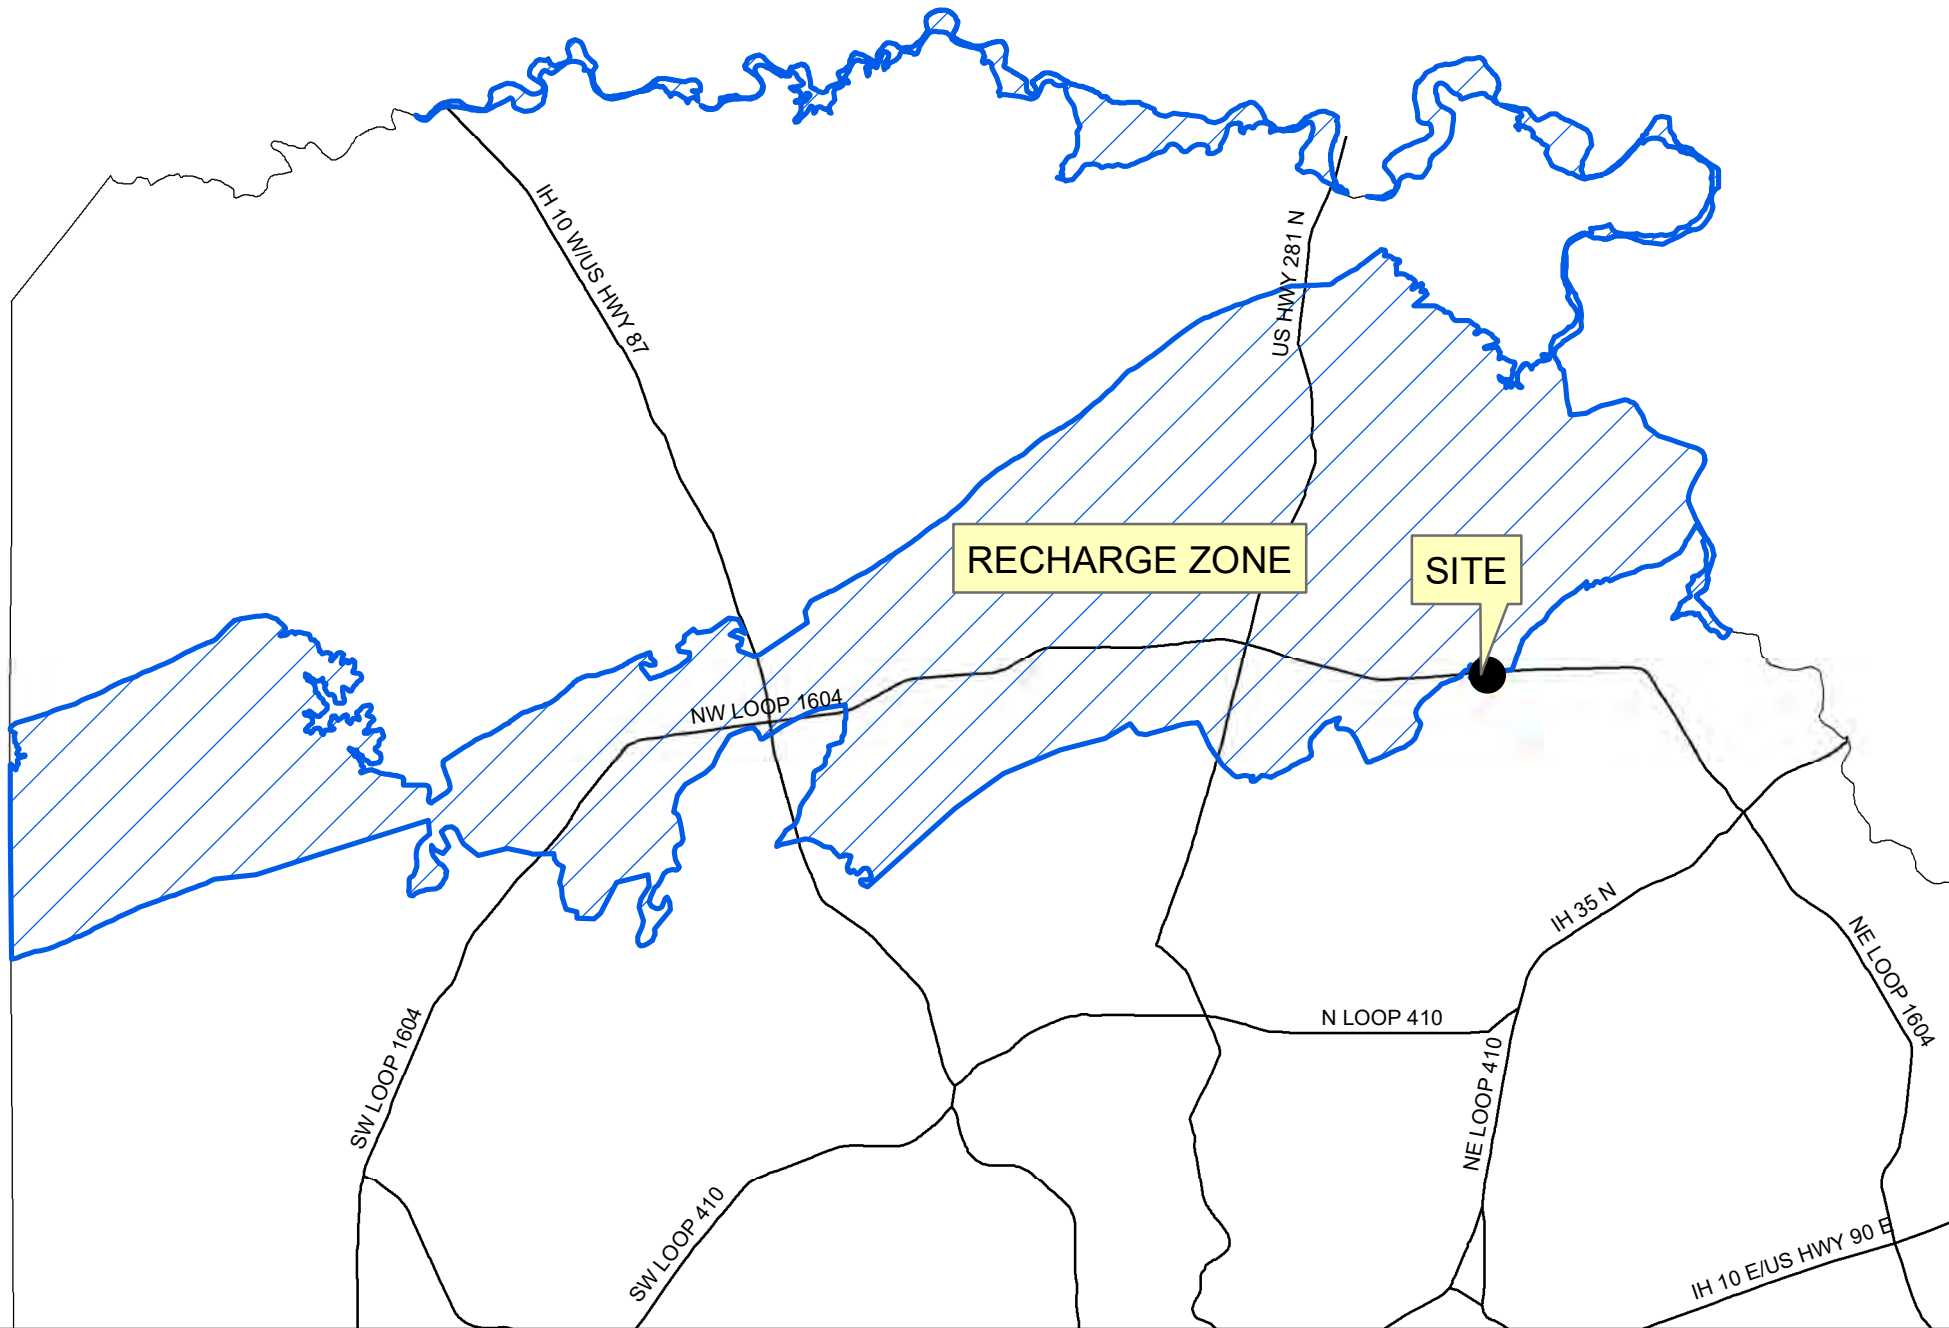 IH 10 W/US HWY 87
US HWY 281 N
RECHARGE ZONE
SITE
NW LOOP 1604
IH 35 N
NE LOOP 1604
N LOOP 410
SW LOOP 1604
NE LOOP 410
SW LOOP 410
IH 10 E/US HWY 90 E